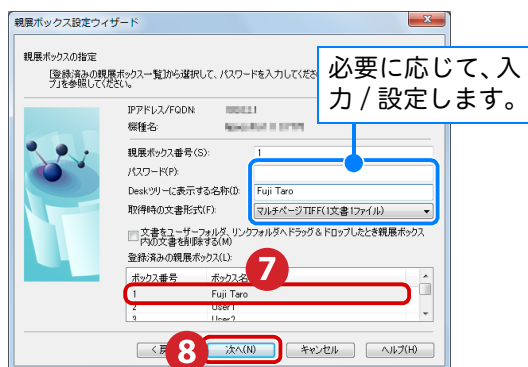 親展ボックス設定ウィザード
親展ボックスの指定
[登録済みの親展ボックス一覧]から選択して、パスワードを入力してくださ
プ]を参照してください。
必要に応じて、入
力 / 設定します。
IPアドレス/FQDN:
機種名:
親展ボックス番号(S): 1
パスワード(P):
Deskツリーに表示する名称(I): Fuji Taro
取得時の文書形式(F): マルチページTIFF(1文書1ファイル)
文書をユーザーフォルダ、リンクフォルダへドラッグ&ドロップしたとき親展ボックス
内の文書を削除する(M)
登録済みの親展ボックス(L):
7
ボックス番号 ボックス名
1 Fuji Taro
2 User1
3 User2
8
< 戻 次へ(N) キャンセル ヘルプ(H)